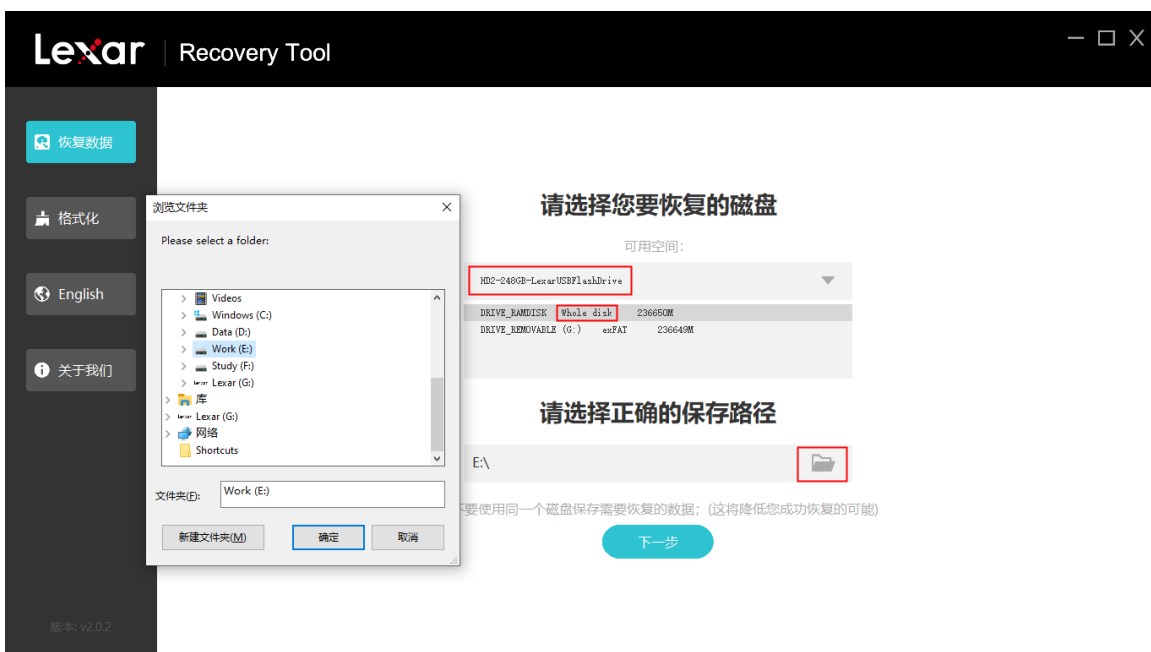 Lexar Recovery Tool
恢复数据
格式化
English
关于我们
版本: v2.0.2
浏览文件夹
Please select a folder:
Videos
Windows (C:)
Data (D:)
Work (E:)
Study (F:)
Lexar Lexar (G:)
库
Lexar Lexar (G:)
网络
Shortcuts
文件夹(F): Work (E:)
新建文件夹(M) 确定 取消
请选择您要恢复的磁盘
可用空间:
HD2-248GB-LexarUSBFlashDrive
DRIVE_RAMDISK Whole disk 236650M
DRIVE_REMOVABLE (G:) exFAT 236649M
请选择正确的保存路径
E:\
要使用同一个磁盘保存需要恢复的数据; (这将降低您成功恢复的可能)
下一步